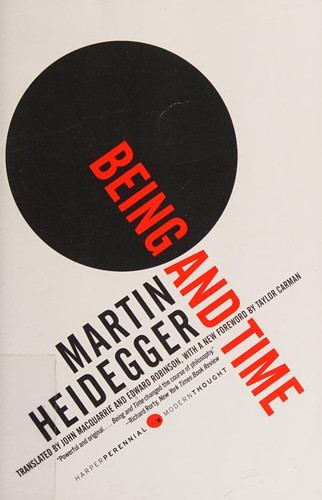 BEING
AND TIME
MARTIN
HEIDEGGER
TRANSLATED BY JOHN MACQUARRIE AND EDWARD ROBINSON, WITH A NEW FOREWORD BY TAYLOR CARMAN
"Powerful and original. . . . Being and Time changed the course of philosophy."
—Richard Rorty, New York Times Book Review
HARPERPERENNIAL MODERNTHOUGHT